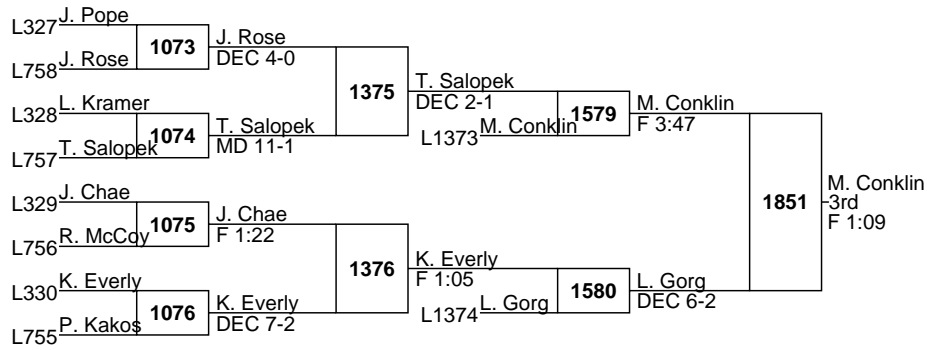 J. Pope
L327
1073
J. Rose
DEC 4-0
J. Rose
L758
1375
T. Salopek
DEC 2-1
L. Kramer
L328
1074
T. Salopek
MD 11-1
T. Salopek
L757
M. Conklin
L1373
1579
M. Conklin
F 3:47
J. Chae
L329
1075
J. Chae
F 1:22
R. McCoy
L756
1376
K. Everly
F 1:05
K. Everly
L330
1076
K. Everly
DEC 7-2
P. Kakos
L755
L. Gorg
L1374
1580
L. Gorg
DEC 6-2
1851
M. Conklin
3rd
F 1:09